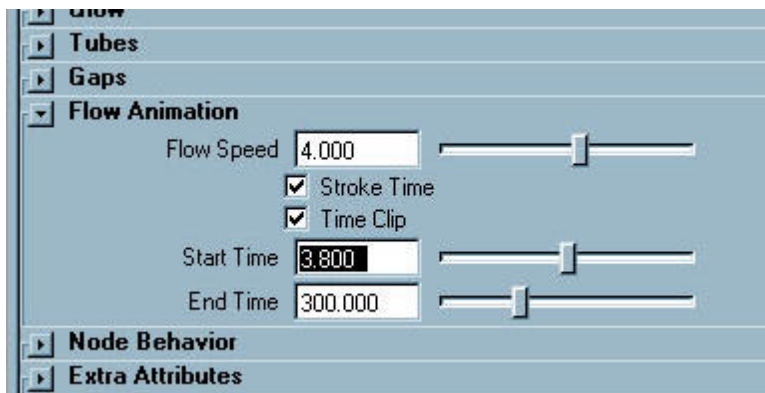 Glow
Tubes
Gaps
Flow Animation
Flow Speed 4.000
Stroke Time
Time Clip
Start Time 3.800
End Time 300.000
Node Behavior
Extra Attributes